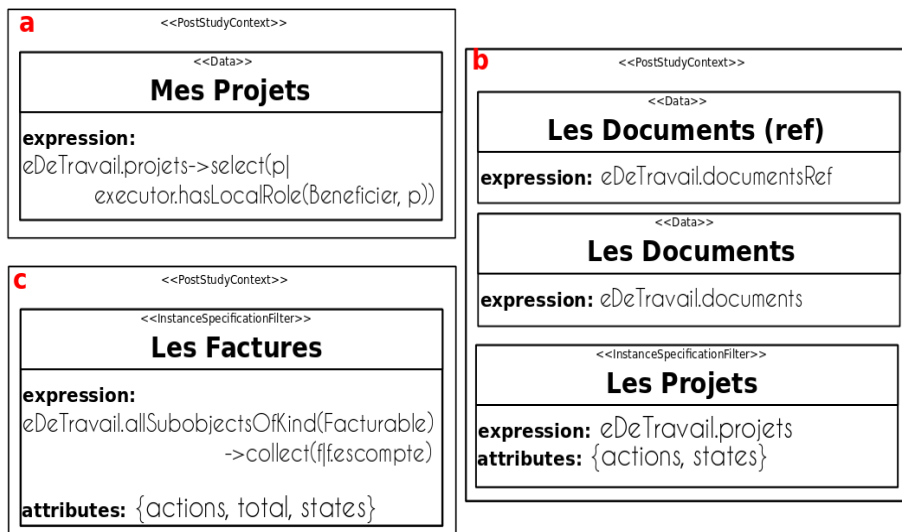 a
<<PostStudyContext>>
<<Data>>
Mes Projets
expression:
eDeTravail.projets->select(p|
executor.hasLocalRole(Beneficier, p))
b
<<PostStudyContext>>
<<Data>>
Les Documents (ref)
expression: eDeTravail.documentsRef
<<Data>>
Les Documents
expression: eDeTravail.documents
<<InstanceSpecificationFilter>>
Les Projets
expression: eDeTravail.projets
attributes: {actions, states}
c
<<PostStudyContext>>
<<InstanceSpecificationFilter>>
Les Factures
expression:
eDeTravail.allSubobjectsOfKind(Facturable)
->collect(f|f.escompte)
attributes: {actions, total, states}